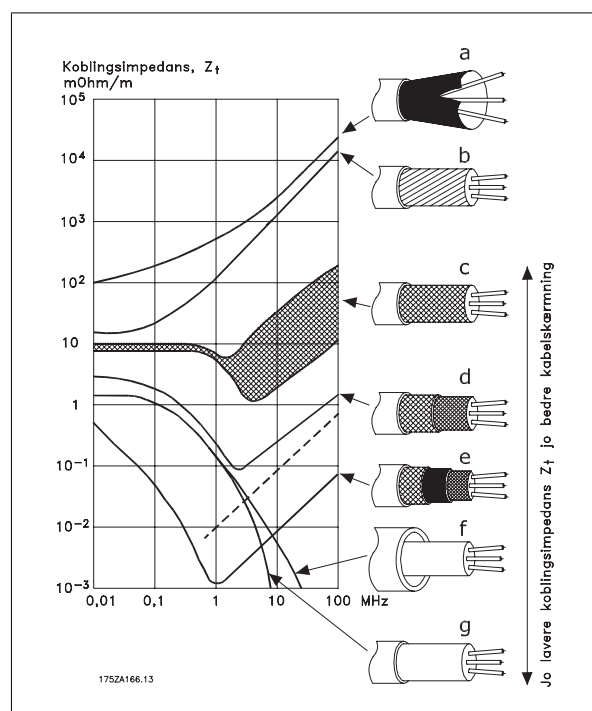 Koblingsimpedans, Zt
mOhm/m
a
b
c
d
e
f
g
10⁵
10⁴
10³
10²
10
1
10⁻¹
10⁻²
10⁻³
0,01 0,1 1 10 100 MHz
175ZA166.13
Jo lavere koblingsimpedans Zt jo bedre kabelskærmning